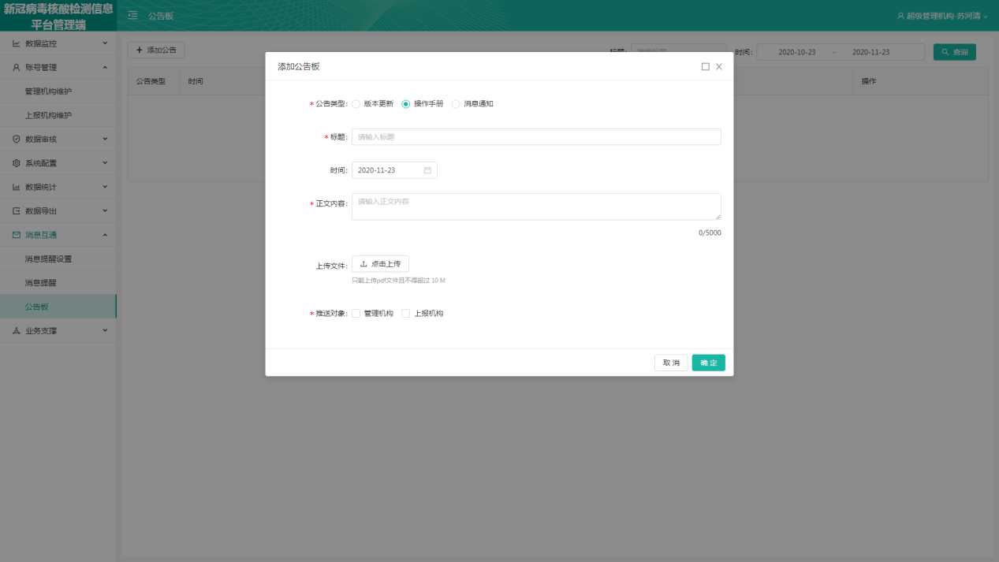 新冠病毒核酸检测信息
平台管理端
公告板
超级管理机构-苏河清
数据监控
账号管理
管理机构维护
上报机构维护
数据审核
系统配置
数据统计
数据导出
消息互通
消息提醒设置
消息提醒
公告板
业务支撑
+ 添加公告
标题:
时间: 2020-10-23 ~ 2020-11-23 查询
公告类型 时间 操作
添加公告板
* 公告类型: 版本更新 操作手册 消息通知
* 标题: 请输入标题
时间: 2020-11-23
* 正文内容: 请输入正文内容
0/5000
上传文件: 点击上传
只能上传pdf文件且不得超过 10 M
* 推送对象: 管理机构 上报机构
取消 确定